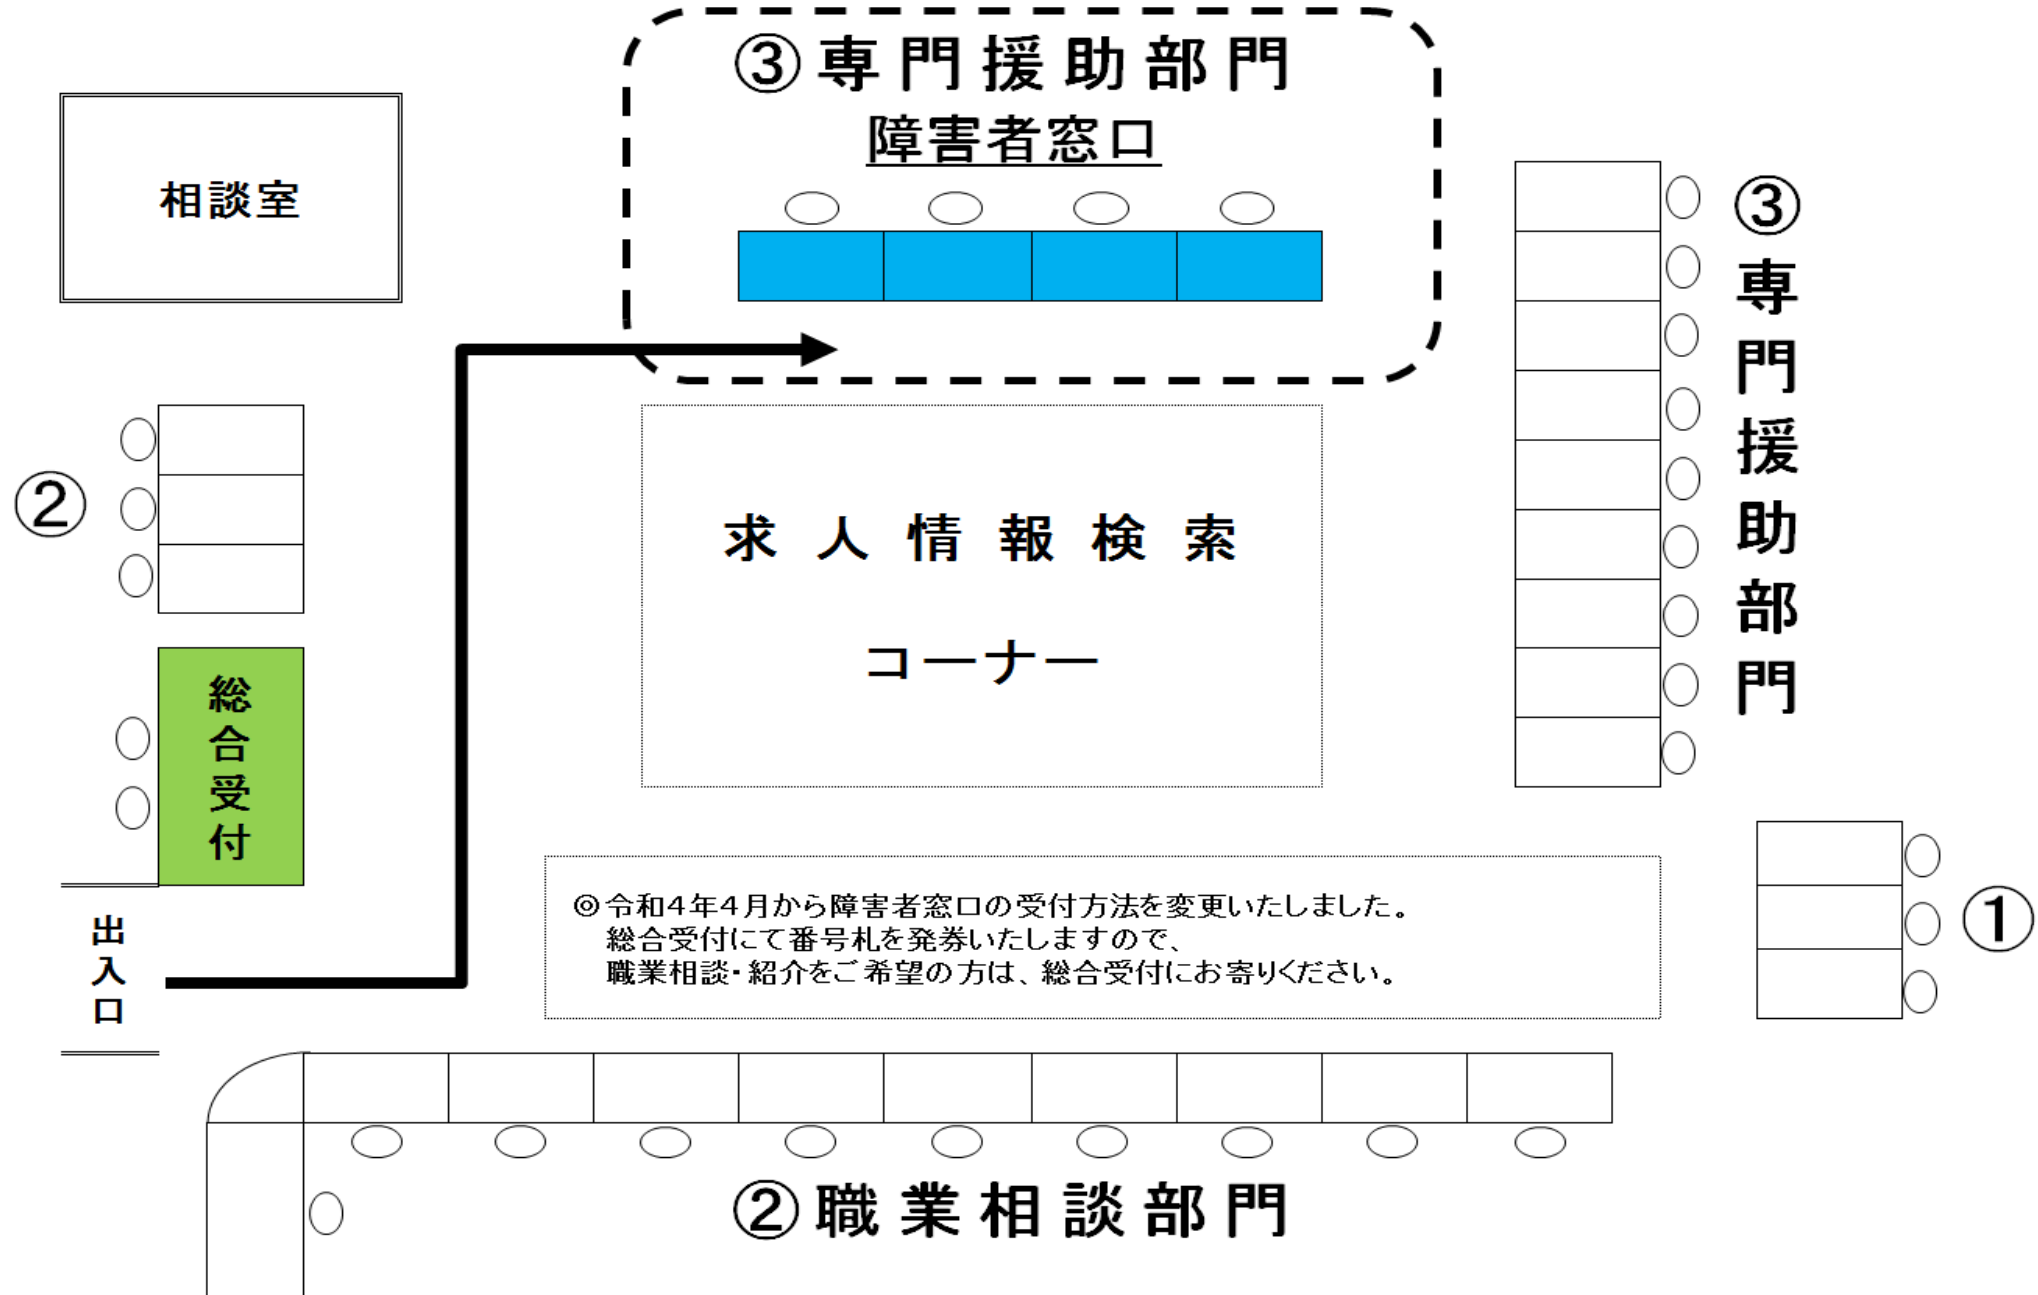 ③専門援助部門
障害者窓口
相談室
③専門援助部門
②
求人情報検索
コーナー
総合受付
◎令和4年4月から障害者窓口の受付方法を変更いたしました。
総合受付にて番号札を発券いたしますので、
職業相談・紹介をご希望の方は、総合受付にお寄りください。
①
出入口
②職業相談部門